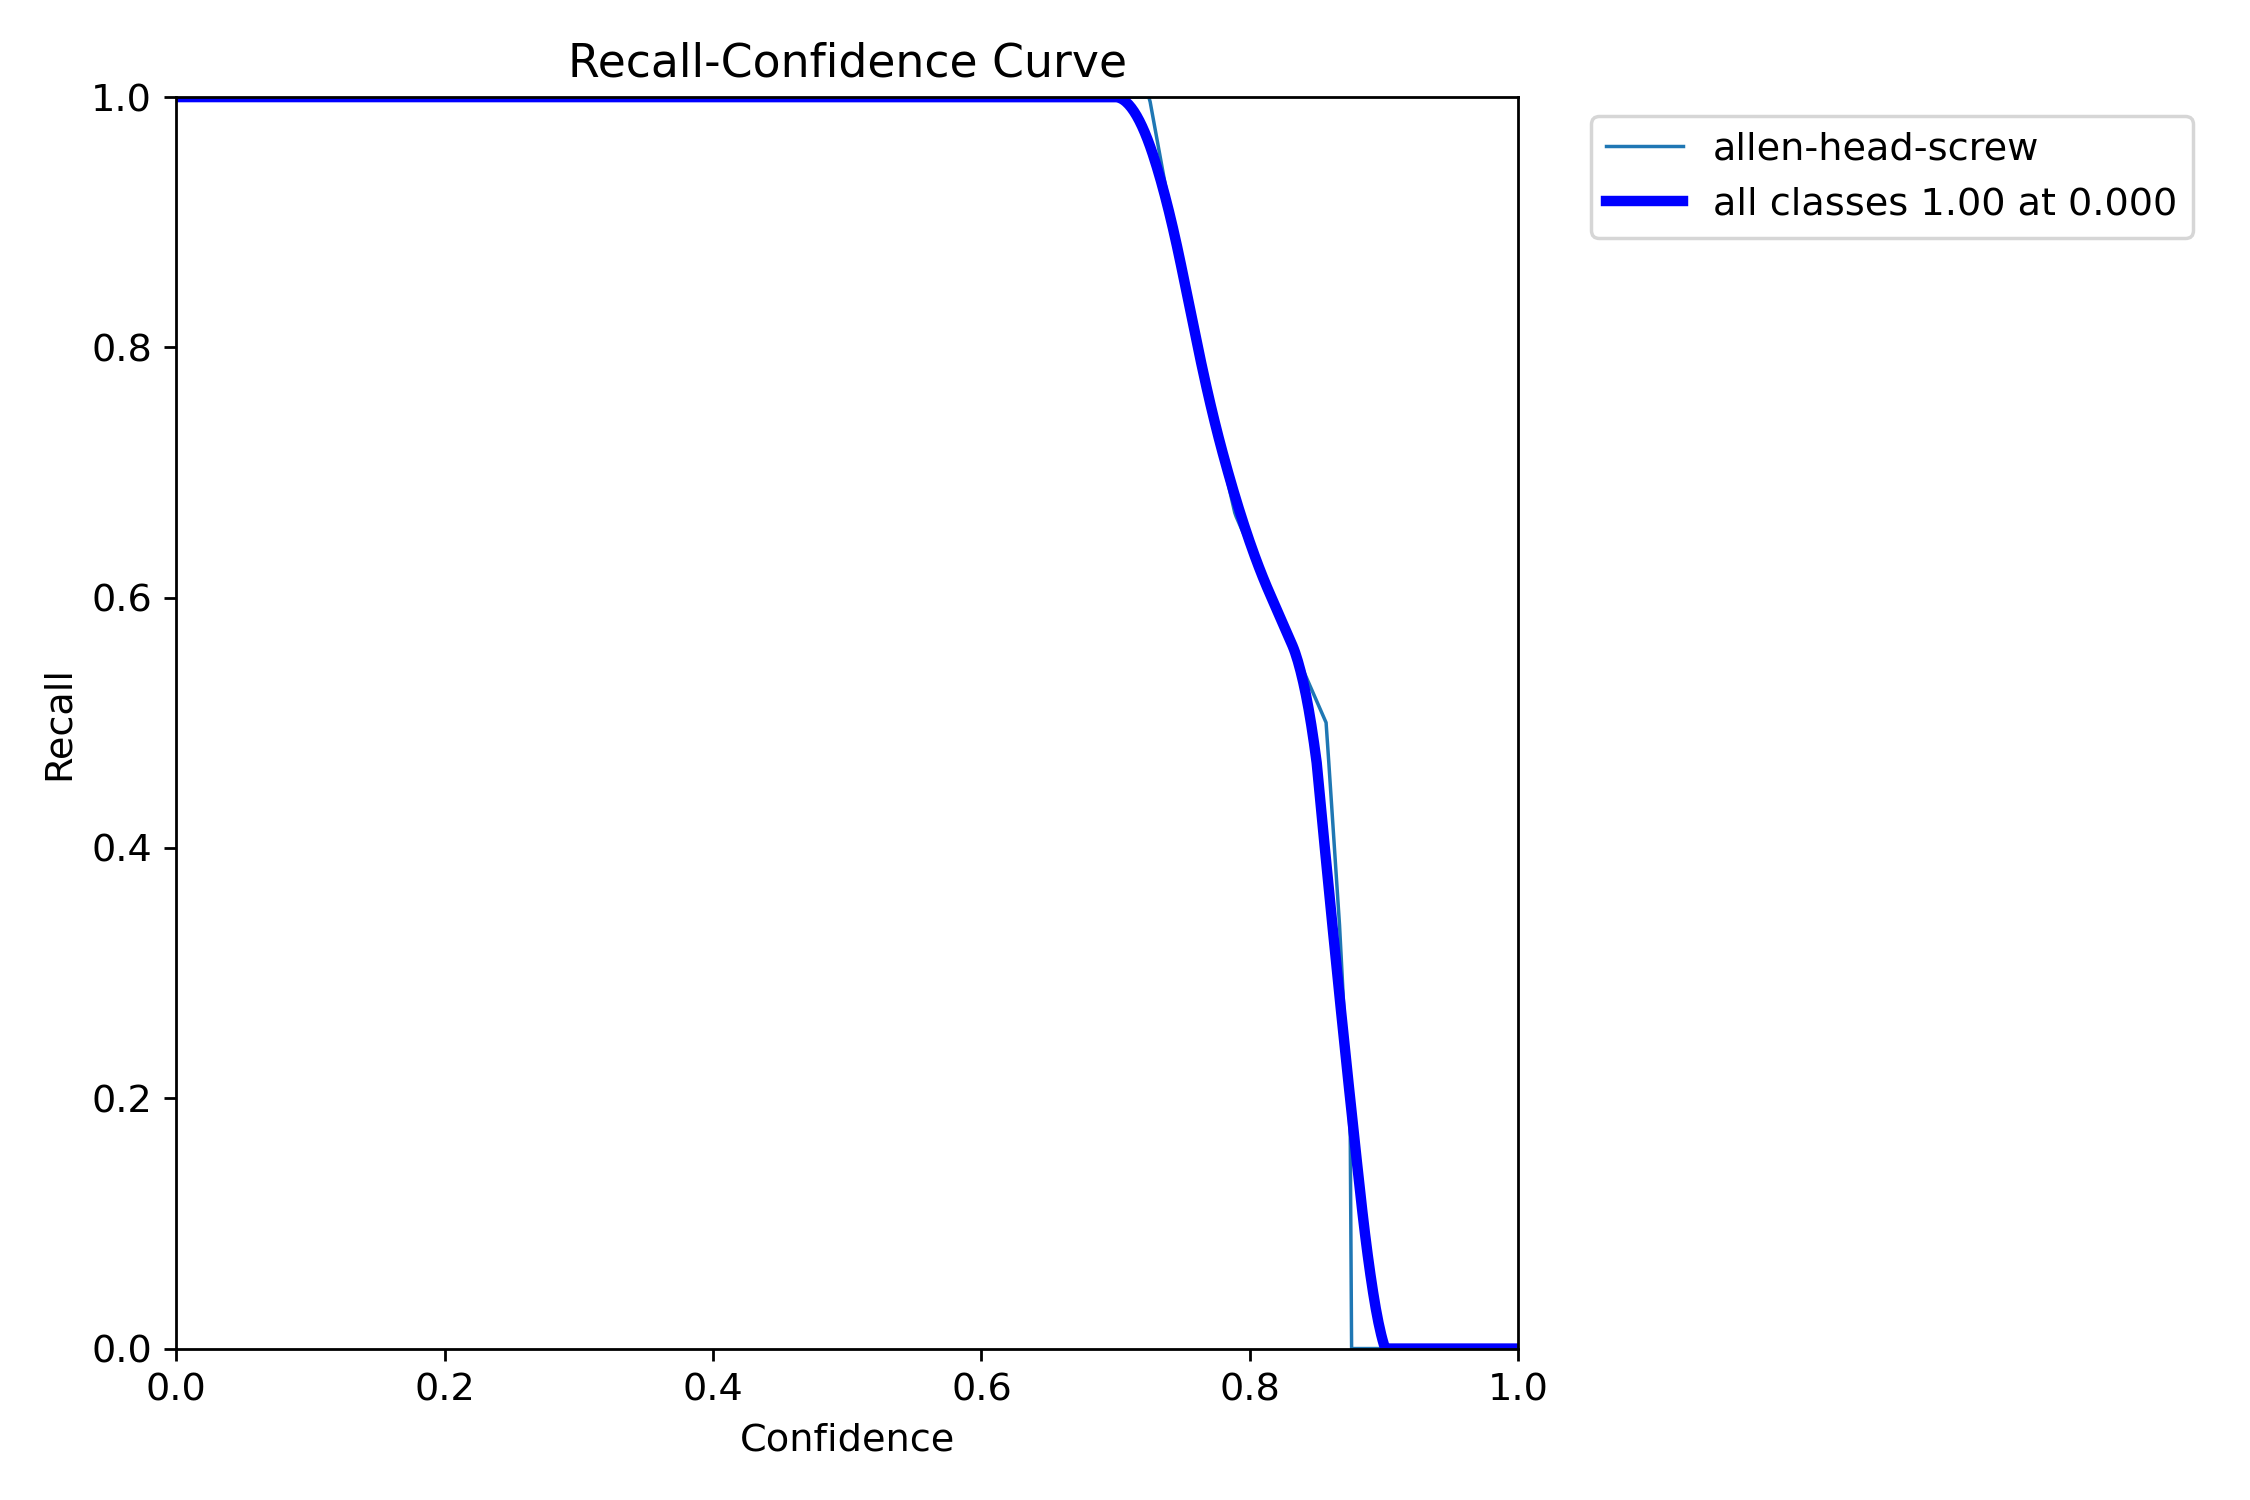 Recall-Confidence Curve
1.0
0.8
0.6
0.4
0.2
0.0
Recall
0.0 0.2 0.4 0.6 0.8 1.0
Confidence
allen-head-screw
all classes 1.00 at 0.000